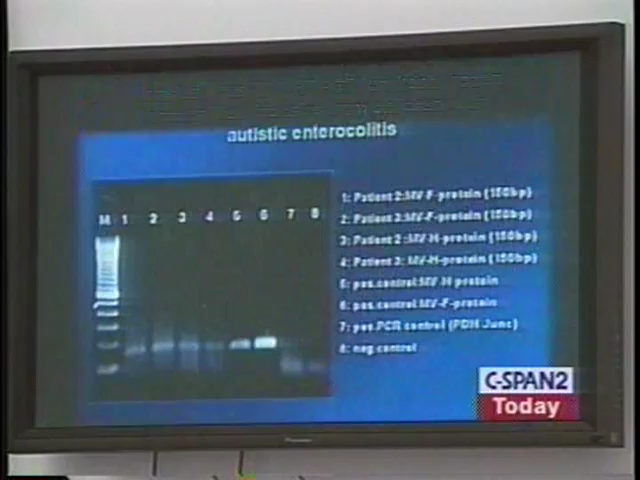 autistic enterocolitis
M 1 2 3 4 5 6 7 8
1: Patient 2:MV-F-protein (150bp)
2: Patient 3:MV-F-protein (150bp)
3: Patient 2:MV-H-protein (150bp)
4: Patient 3:MV-H-protein (150bp)
5: pos.control:MV-H protein
6: pos.control:MV-F-protein
7: pos.PCR control (PDH-Junc)
8: neg.control
C-SPAN2
Today